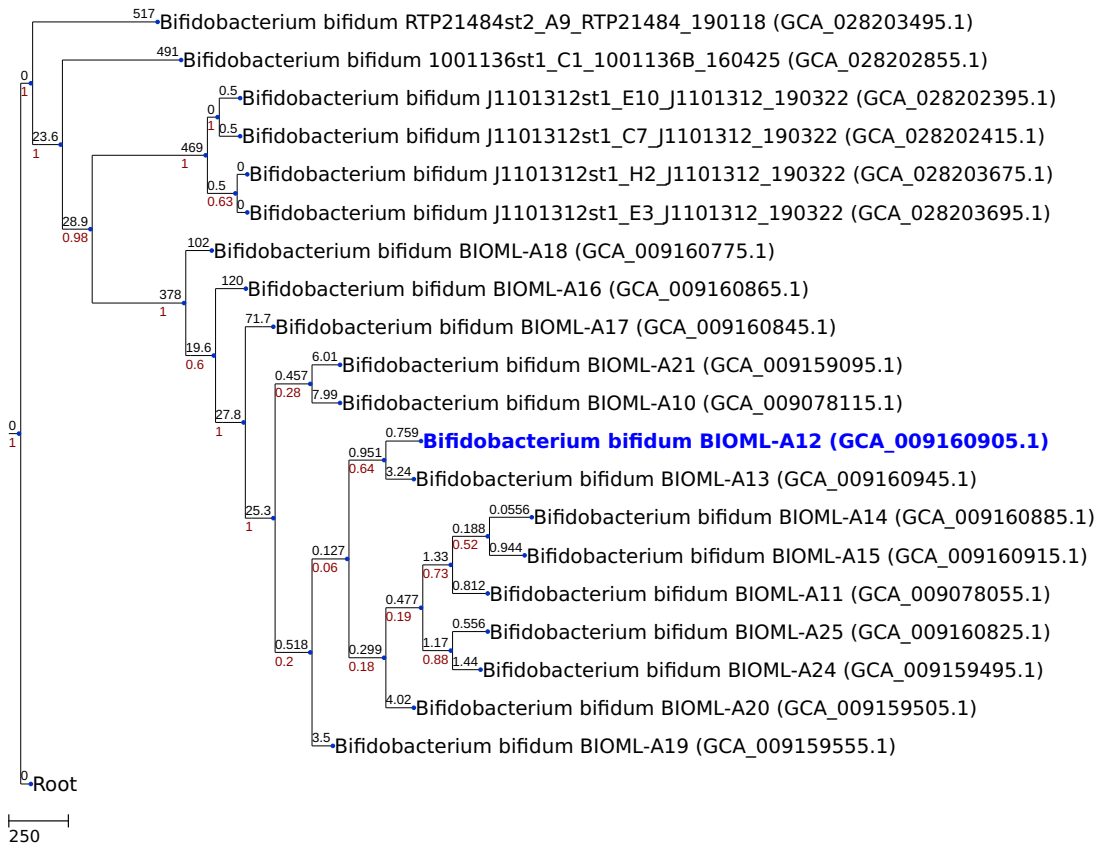 517 Bifidobacterium bifidum RTP21484st2_A9_RTP21484_190118 (GCA_028203495.1)
491 Bifidobacterium bifidum 1001136st1_C1_1001136B_160425 (GCA_028202855.1)
0
1
0.5 Bifidobacterium bifidum J1101312st1_E10_J1101312_190322 (GCA_028202395.1)
0
1
0.5 Bifidobacterium bifidum J1101312st1_C7_J1101312_190322 (GCA_028202415.1)
23.6
1
469
1
0 Bifidobacterium bifidum J1101312st1_H2_J1101312_190322 (GCA_028203675.1)
0.5
0.63
0 Bifidobacterium bifidum J1101312st1_E3_J1101312_190322 (GCA_028203695.1)
28.9
0.98
102 Bifidobacterium bifidum BIOML-A18 (GCA_009160775.1)
120 Bifidobacterium bifidum BIOML-A16 (GCA_009160865.1)
378
1
71.7 Bifidobacterium bifidum BIOML-A17 (GCA_009160845.1)
19.6
0.6
6.01 Bifidobacterium bifidum BIOML-A21 (GCA_009159095.1)
0.457
0.28
7.99 Bifidobacterium bifidum BIOML-A10 (GCA_009078115.1)
27.8
1
0
1
0.759 Bifidobacterium bifidum BIOML-A12 (GCA_009160905.1)
0.951
0.64
3.24 Bifidobacterium bifidum BIOML-A13 (GCA_009160945.1)
25.3
1
0.0556 Bifidobacterium bifidum BIOML-A14 (GCA_009160885.1)
0.188
0.52
0.944 Bifidobacterium bifidum BIOML-A15 (GCA_009160915.1)
0.127
0.06
1.33
0.73
0.812 Bifidobacterium bifidum BIOML-A11 (GCA_009078055.1)
0.477
0.19
0.556 Bifidobacterium bifidum BIOML-A25 (GCA_009160825.1)
1.17
0.88
1.44 Bifidobacterium bifidum BIOML-A24 (GCA_009159495.1)
0.518
0.2
0.299
0.18
4.02 Bifidobacterium bifidum BIOML-A20 (GCA_009159505.1)
3.5 Bifidobacterium bifidum BIOML-A19 (GCA_009159555.1)
0 Root
250